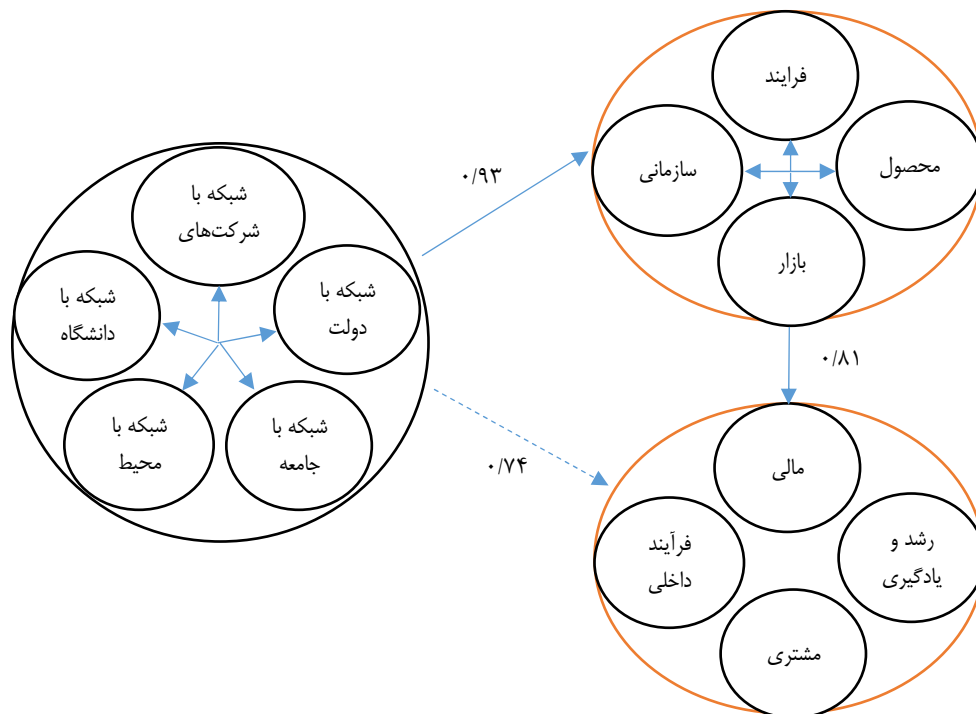 فرایند
سازمانی
محصول
بازار
۰/۹۳
شبکه با
شرکت‌های
شبکه با
دولت
شبکه با
دانشگاه
شبکه با
محیط
شبکه با
جامعه
۰/۸۱
۰/۷۴
مالی
رشد و
یادگیری
فرآیند
داخلی
مشتری